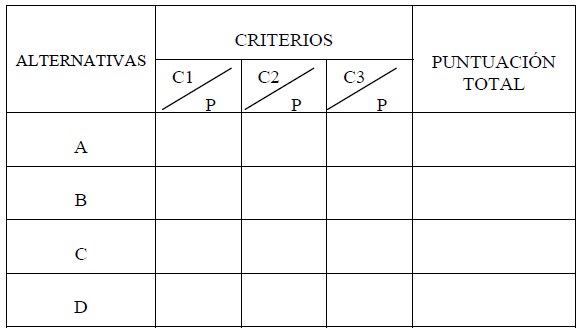 ALTERNATIVAS
CRITERIOS
PUNTUACIÓN
TOTAL
C1
P
C2
P
C3
P
A
B
C
D